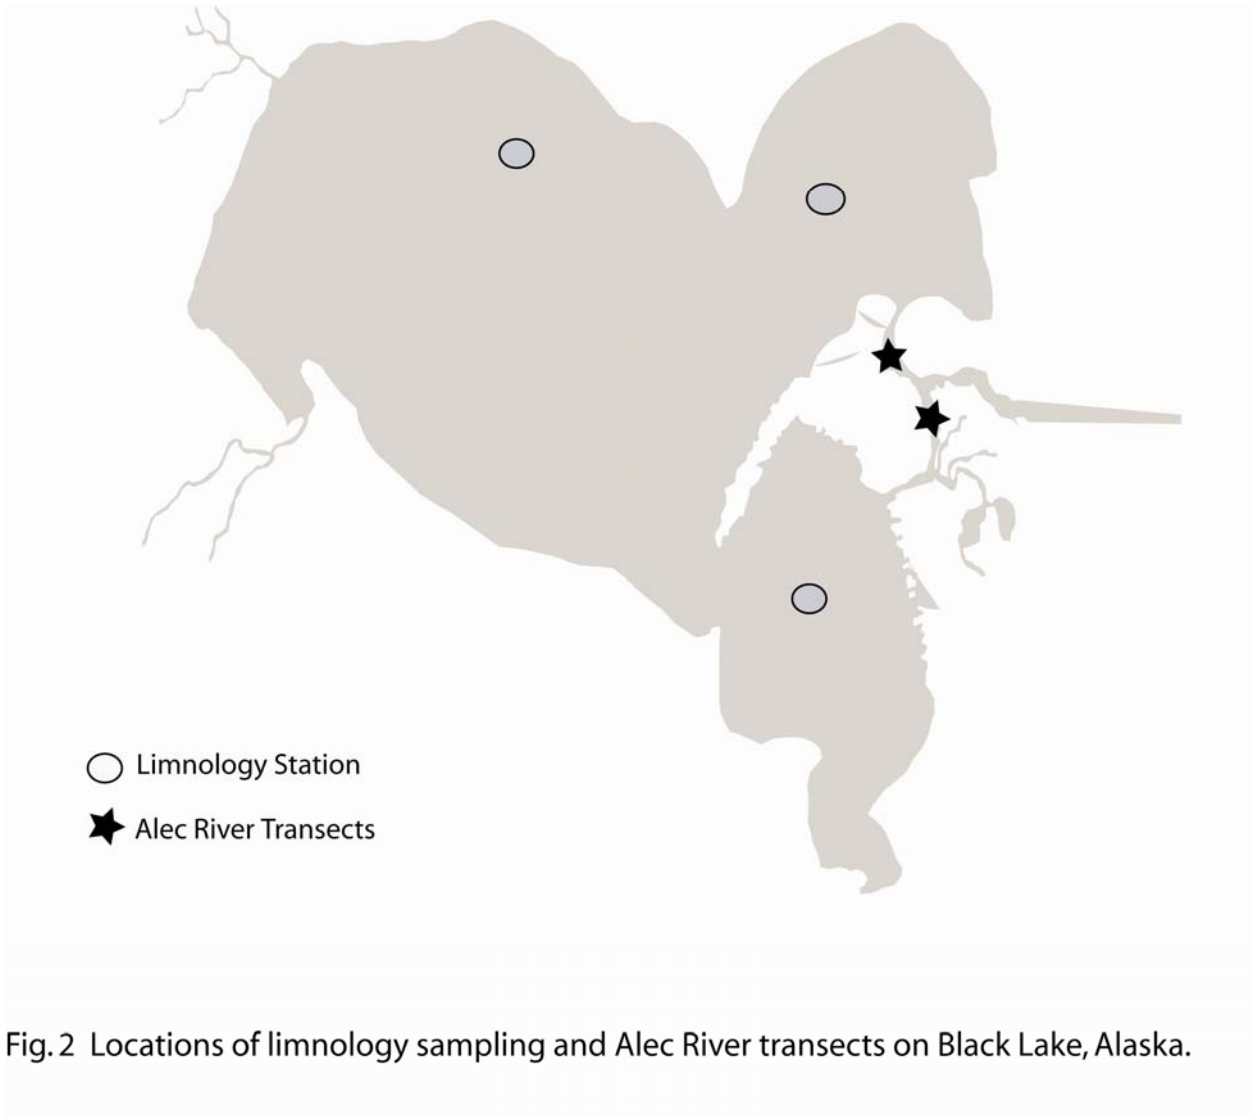 Limnology Station
Alec River Transects
Fig. 2 Locations of limnology sampling and Alec River transects on Black Lake, Alaska.